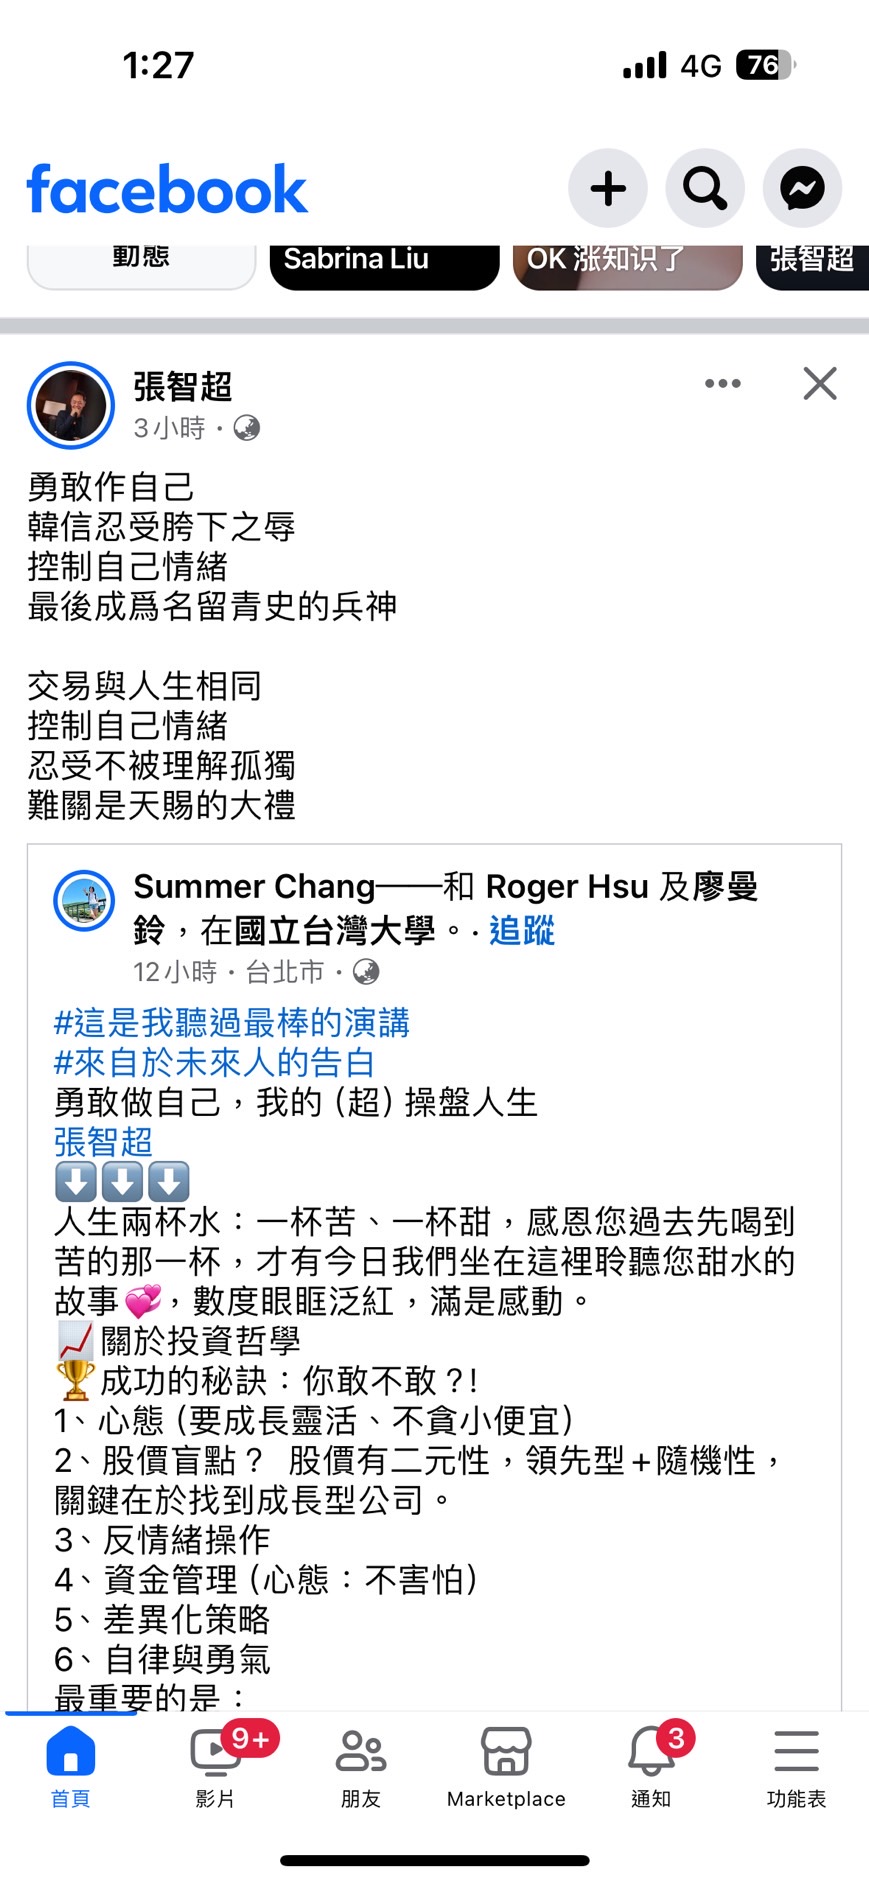 1:27
4G 76
facebook
動態
Sabrina Liu
OK 涨知识了
張智超
張智超
3小時·
勇敢作自己
韓信忍受胯下之辱
控制自己情緒
最後成爲名留青史的兵神
交易與人生相同
控制自己情緒
忍受不被理解孤獨
難關是天賜的大禮
Summer Chang──和 Roger Hsu 及廖曼
鈴,在國立台灣大學。· 追蹤
12小時·台北市·
#這是我聽過最棒的演講
#來自於未來人的告白
勇敢做自己,我的(超)操盤人生
張智超
⬇️⬇️⬇️
人生兩杯水:一杯苦、一杯甜,感恩您過去先喝到
苦的那一杯,才有今日我們坐在這裡聆聽您甜水的
故事💞,數度眼眶泛紅,滿是感動。
📈關於投資哲學
🏆成功的秘訣:你敢不敢?!
1、心態(要成長靈活、不貪小便宜)
2、股價盲點? 股價有二元性,領先型+隨機性,
關鍵在於找到成長型公司。
3、反情緒操作
4、資金管理(心態:不害怕)
5、差異化策略
6、自律與勇氣
最重要的是:
9+
3
首頁
影片
朋友
Marketplace
通知
功能表